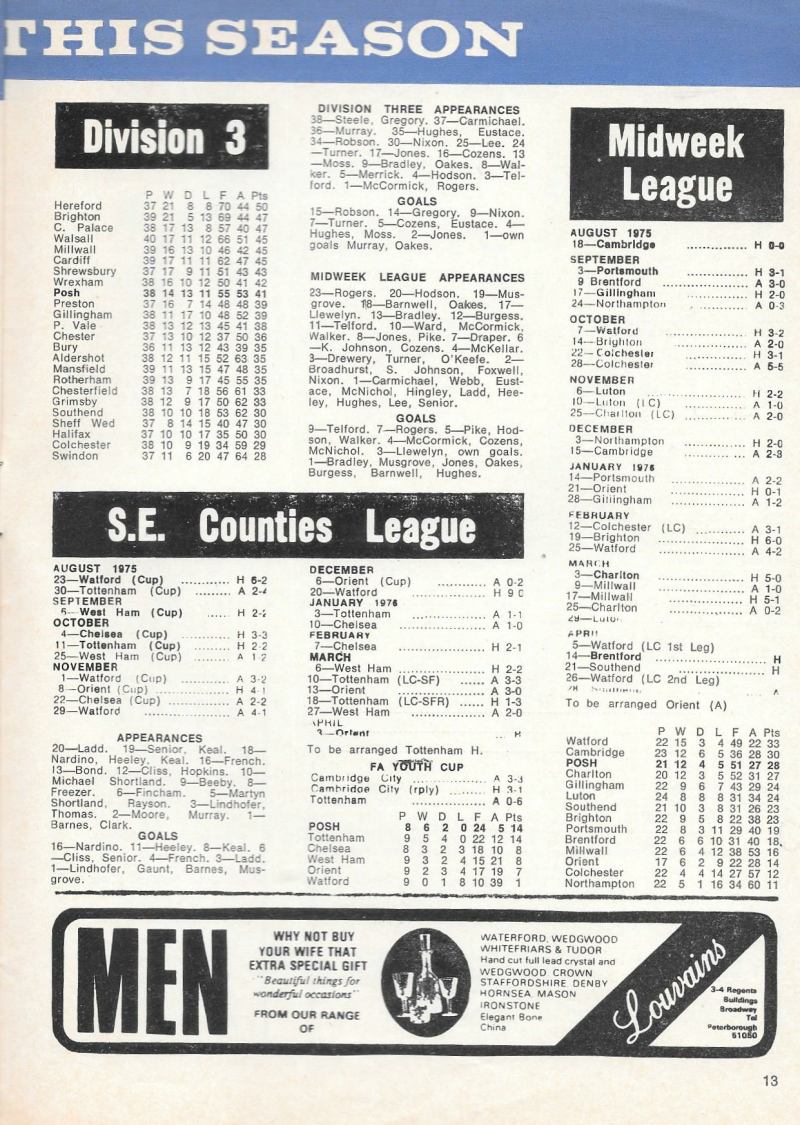 THIS SEASON
Division 3
P W D L F A Pts
Hereford 37 21 8 8 70 44 50
Brighton 39 21 5 13 69 44 47
C. Palace 38 17 13 8 57 40 47
Walsall 40 17 11 12 66 51 45
Millwall 39 16 13 10 46 42 45
Cardiff 39 17 11 11 62 47 45
Shrewsbury 37 17 9 11 51 43 43
Wrexham 38 16 10 12 50 41 42
Posh 38 14 13 11 55 53 41
Preston 37 16 7 14 48 48 39
Gillingham 38 11 17 10 48 52 39
P. Vale 38 13 12 13 45 41 38
Chester 37 13 10 12 37 50 36
Bury 36 11 13 12 43 39 35
Aldershot 38 12 11 15 52 63 35
Mansfield 39 11 13 15 47 48 35
Rotherham 39 13 9 17 45 55 35
Chesterfield 38 13 7 18 56 61 33
Grimsby 38 12 9 17 50 62 33
Southend 38 10 10 18 53 62 30
Sheff Wed 37 8 14 15 40 47 30
Halifax 37 10 10 17 35 50 30
Colchester 38 10 9 19 34 59 29
Swindon 37 11 6 20 47 64 28
DIVISION THREE APPEARANCES
38—Steele, Gregory. 37—Carmichael.
36—Murray. 35—Hughes, Eustace.
34—Robson. 30—Nixon. 25—Lee. 24
—Turner. 17—Jones. 16—Cozens. 13
—Moss. 9—Bradley, Oakes. 8—Wal-
ker. 5—Merrick. 4—Hodson. 3—Tel-
ford. 1—McCormick, Rogers.
GOALS
15—Robson. 14—Gregory. 9—Nixon.
7—Turner. 5—Cozens, Eustace. 4—
Hughes, Moss. 2—Jones. 1—own
goals Murray, Oakes.
MIDWEEK LEAGUE APPEARANCES
23—Rogers. 20—Hodson. 19—Mus-
grove. 18—Barnwell, Oakes. 17—
Llewelyn. 13—Bradley. 12—Burgess.
11—Telford. 10—Ward, McCormick,
Walker. 8—Jones, Pike. 7—Draper. 6
—K. Johnson, Cozens. 4—McKellar.
3—Drewery, Turner, O'Keefe. 2—
Broadhurst, S. Johnson, Foxwell,
Nixon. 1—Carmichael, Webb, Eust-
ace, McNichol, Hingley, Ladd, Hee-
ley, Hughes, Lee, Senior.
GOALS
9—Telford. 7—Rogers. 5—Pike, Hod-
son, Walker. 4—McCormick, Cozens,
McNichol. 3—Llewelyn, own goals.
1—Bradley, Musgrove, Jones, Oakes,
Burgess, Barnwell, Hughes.
Midweek
League
AUGUST 1975
18—Cambridge .............. H 0-0
SEPTEMBER
3—Portsmouth .............. H 3-1
9 Brentford .............. A 3-0
17—Gillingham .............. H 2-0
24—Northampton .............. A 0-3
OCTOBER
7—Watford .............. H 3-2
14—Brighton .............. A 2-0
22—Colchester .............. H 3-1
28—Colchester .............. A 5-5
NOVEMBER
6—Luton .............. H 2-2
10—Luton (LC) .............. A 1-0
25—Charlton (LC) .............. A 2-0
DECEMBER
3—Northampton .............. H 2-0
15—Cambridge .............. A 2-3
JANUARY 1976
14—Portsmouth .............. A 2-2
21—Orient .............. H 0-1
28—Gillingham .............. A 1-2
FEBRUARY
12—Colchester (LC) .............. A 3-1
19—Brighton .............. H 6-0
25—Watford .............. A 4-2
MARCH
3—Charlton .............. H 5-0
9—Millwall .............. A 1-0
17—Millwall .............. H 5-1
25—Charlton .............. A 0-2
29—Luton
APRIL
5—Watford (LC 1st Leg)
14—Brentford .............. H
21—Southend .............. H
26—Watford (LC 2nd Leg)
28 .............. A
To be arranged Orient (A)
P W D L F A Pts
Watford 22 15 3 4 49 22 33
Cambridge 23 12 6 5 36 28 30
POSH 21 12 4 5 51 27 28
Charlton 20 12 3 5 52 31 27
Gillingham 22 9 6 7 43 29 24
Luton 24 8 8 8 31 34 24
Southend 21 10 3 8 31 26 23
Brighton 22 9 5 8 22 38 23
Portsmouth 22 8 3 11 29 40 19
Brentford 22 6 6 10 31 40 18
Millwall 22 6 4 12 38 53 16
Orient 17 6 2 9 22 28 14
Colchester 22 4 4 14 27 57 12
Northampton 22 5 1 16 34 60 11
S.E. Counties League
AUGUST 1975
23—Watford (Cup) ........... H 6-2
30—Tottenham (Cup) ......... A 2-4
SEPTEMBER
6—West Ham (Cup) ........ H 2-2
OCTOBER
4—Chelsea (Cup) ......... H 3-3
11—Tottenham (Cup) ....... H 2-2
25—West Ham (Cup) ...... A 1-2
NOVEMBER
1—Watford (Cup) ........ A 3-2
8—Orient (Cup) ......... H 4-1
22—Chelsea (Cup) ........ A 2-2
29—Watford .............. A 4-1
APPEARANCES
20—Ladd. 19—Senior, Keal. 18—
Nardino, Heeley, Keal. 16—French.
13—Bond. 12—Cliss, Hopkins. 10—
Michael Shortland. 9—Beeby. 8—
Freezer. 6—Fincham. 5—Martyn
Shortland, Rayson. 3—Lindhofer,
Thomas. 2—Moore, Murray. 1—
Barnes, Clark.
GOALS
16—Nardino. 11—Heeley. 8—Keal. 6
—Cliss, Senior. 4—French. 3—Ladd.
1—Lindhofer, Gaunt, Barnes, Mus-
grove.
DECEMBER
6—Orient (Cup) ........... A 0-2
20—Watford .............. H 9 0
JANUARY 1976
3—Tottenham .............. A 1-1
10—Chelsea .............. A 1-0
FEBRUARY
7—Chelsea .............. H 2-1
MARCH
6—West Ham .............. H 2-2
10—Tottenham (LC-SF) ...... A 3-3
13—Orient .............. A 3-0
18—Tottenham (LC-SFR) ...... H 1-3
27—West Ham .............. A 2-0
APRIL
3—Orient .............. H
To be arranged Tottenham H.
FA YOUTH CUP
Cambridge City .............. A 3-3
Cambridge City (rply) ........ H 3-1
Tottenham .............. A 0-6
P W D L F A Pts
POSH 8 6 2 0 24 5 14
Tottenham 9 5 4 0 22 12 14
Chelsea 8 3 2 3 18 10 8
West Ham 9 3 2 4 15 21 8
Orient 9 2 3 4 17 19 7
Watford 9 0 1 8 10 39 1
MEN
WHY NOT BUY
YOUR WIFE THAT
EXTRA SPECIAL GIFT
"Beautiful things for
wonderful occasions"
FROM OUR RANGE
OF
WATERFORD, WEDGWOOD
WHITEFRIARS & TUDOR
Hand cut full lead crystal and
WEDGWOOD CROWN
STAFFORDSHIRE DENBY
HORNSEA MASON
IRONSTONE
Elegant Bone
China
Louvains
3-4 Regents
Buildings
Broadway
Tel
Peterborough
51050
13